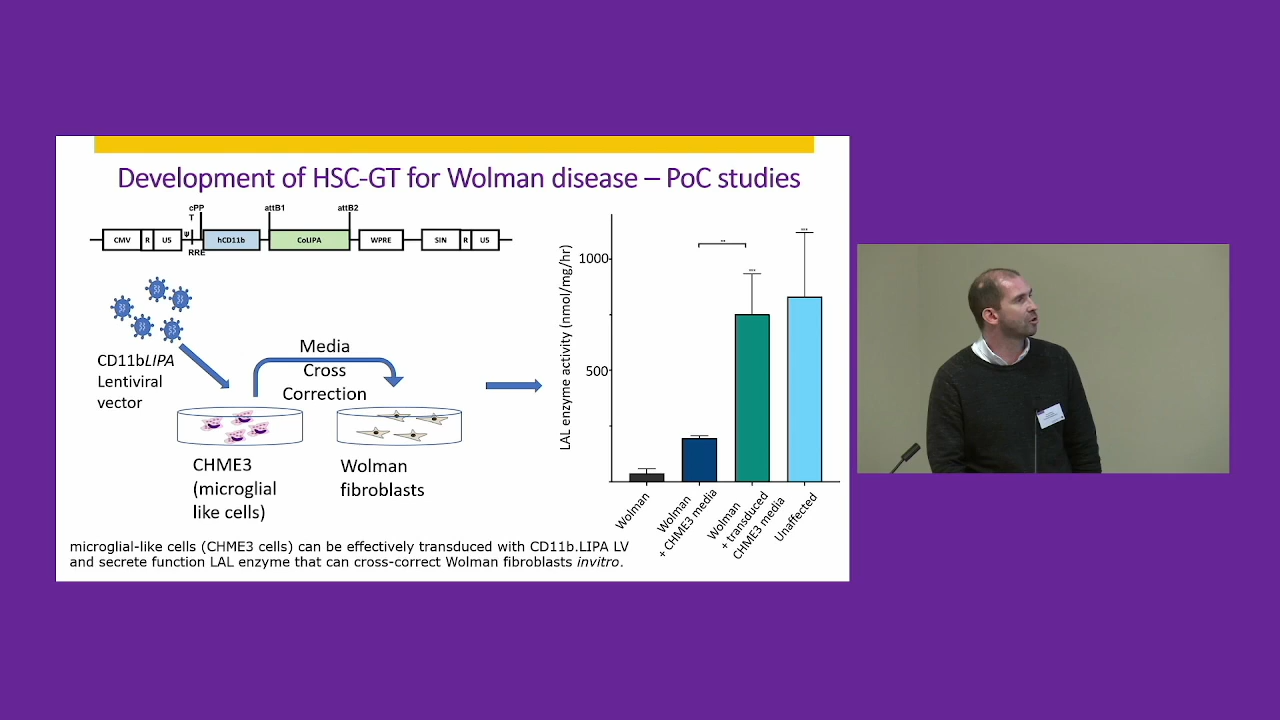 Development of HSC-GT for Wolman disease – PoC studies
cPP
T
attB1
attB2
CMV
R
U5
Ψ
RRE
hCD11b
CoLIPA
WPRE
SIN
R
U5
CD11bLIPA
Lentiviral
vector
Media
Cross
Correction
CHME3
(microglial
like cells)
Wolman
fibroblasts
LAL enzyme activity (nmol/mg/hr)
1000
500
**
***
***
Wolman
Wolman
+ CHME3 media
Wolman
+ transduced
CHME3 media
Unaffected
microglial-like cells (CHME3 cells) can be effectively transduced with CD11b.LIPA LV
and secrete function LAL enzyme that can cross-correct Wolman fibroblasts invitro.